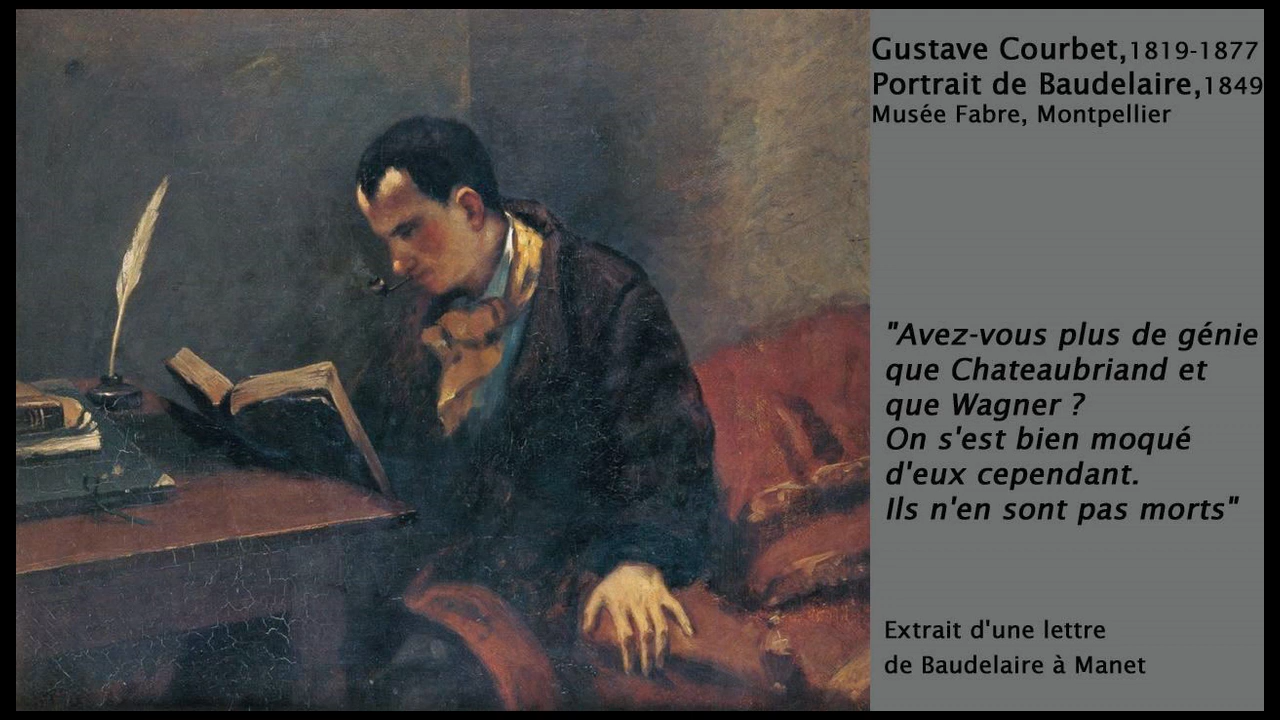 Gustave Courbet,1819-1877
Portrait de Baudelaire,1849
Musée Fabre, Montpellier
"Avez-vous plus de génie
que Chateaubriand et
que Wagner ?
On s'est bien moqué
d'eux cependant.
Ils n'en sont pas morts"
Extrait d'une lettre
de Baudelaire à Manet